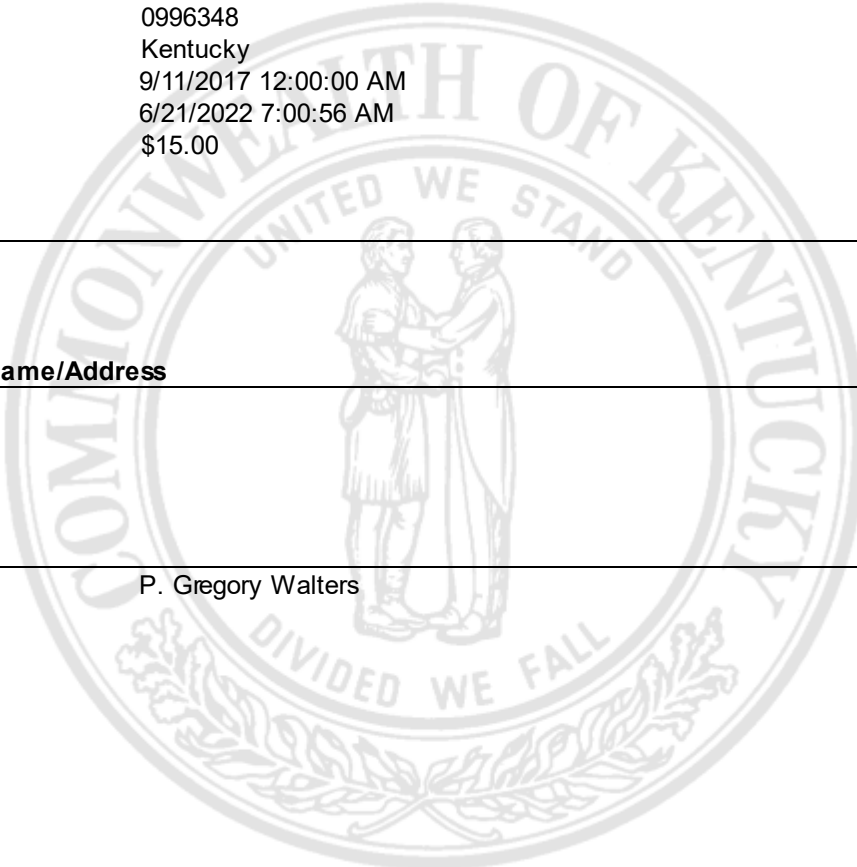 0996348
Kentucky
9/11/2017 12:00:00 AM
6/21/2022 7:00:56 AM
$15.00
COMMONWEALTH OF KENTUCKY
UNITED WE STAND
ame/Address
P. Gregory Walters
DIVIDED WE FALL